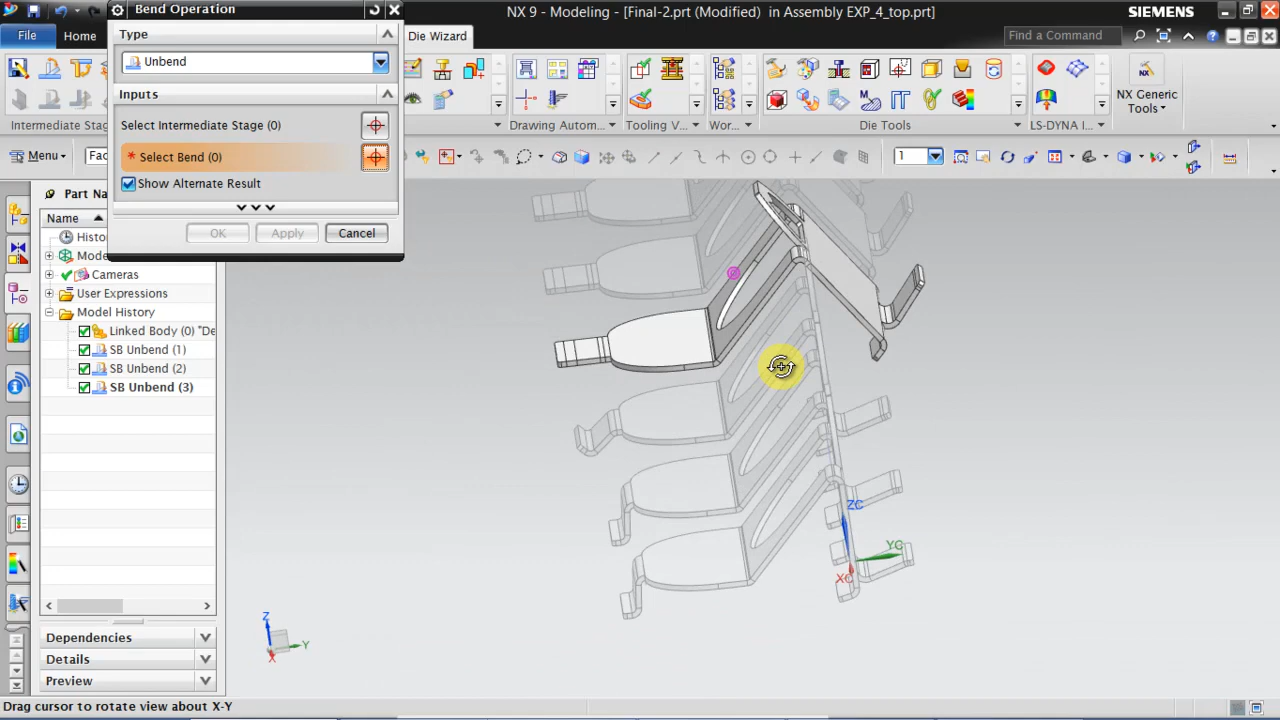 Bend Operation
NX 9 - Modeling - [Final-2.prt (Modified) in Assembly EXP_4_top.prt]
SIEMENS
File
Home
Die Wizard
Find a Command
Type
Unbend
Inputs
Select Intermediate Stage (0)
* Select Bend (0)
Show Alternate Result
OK
Apply
Cancel
NX Generic
Tools
Intermediate Stage
Drawing Autom...
Tooling V...
Wor...
Die Tools
LS-DYNA I...
Menu
Fac
1
Part Na
Name
Histo
Mode
Cameras
User Expressions
Model History
Linked Body (0) "De
SB Unbend (1)
SB Unbend (2)
SB Unbend (3)
ZC
YC
XC
Z
Y
X
Dependencies
Details
Preview
Drag cursor to rotate view about X-Y